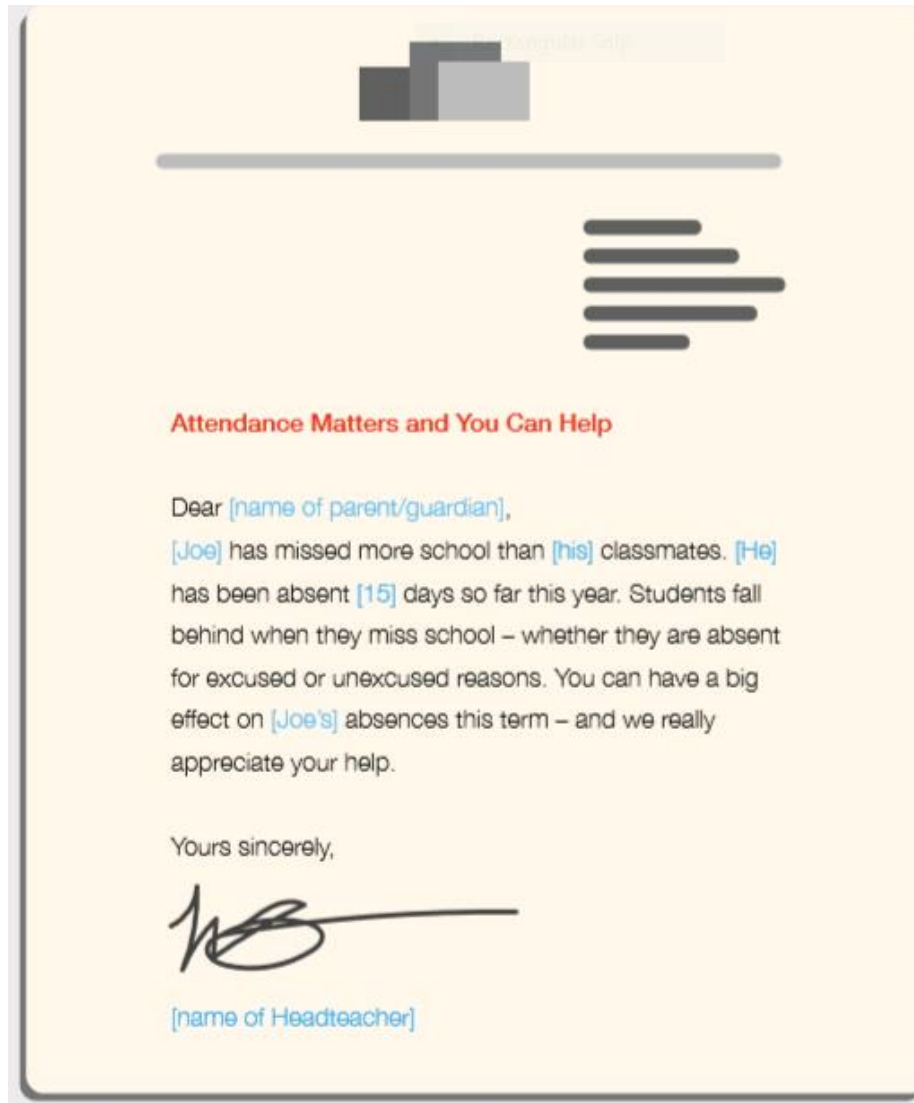 Rectangular Snip
Attendance Matters and You Can Help
Dear [name of parent/guardian],
[Joe] has missed more school than [his] classmates. [He]
has been absent [15] days so far this year. Students fall
behind when they miss school – whether they are absent
for excused or unexcused reasons. You can have a big
effect on [Joe's] absences this term – and we really
appreciate your help.
Yours sincerely,
[name of Headteacher]